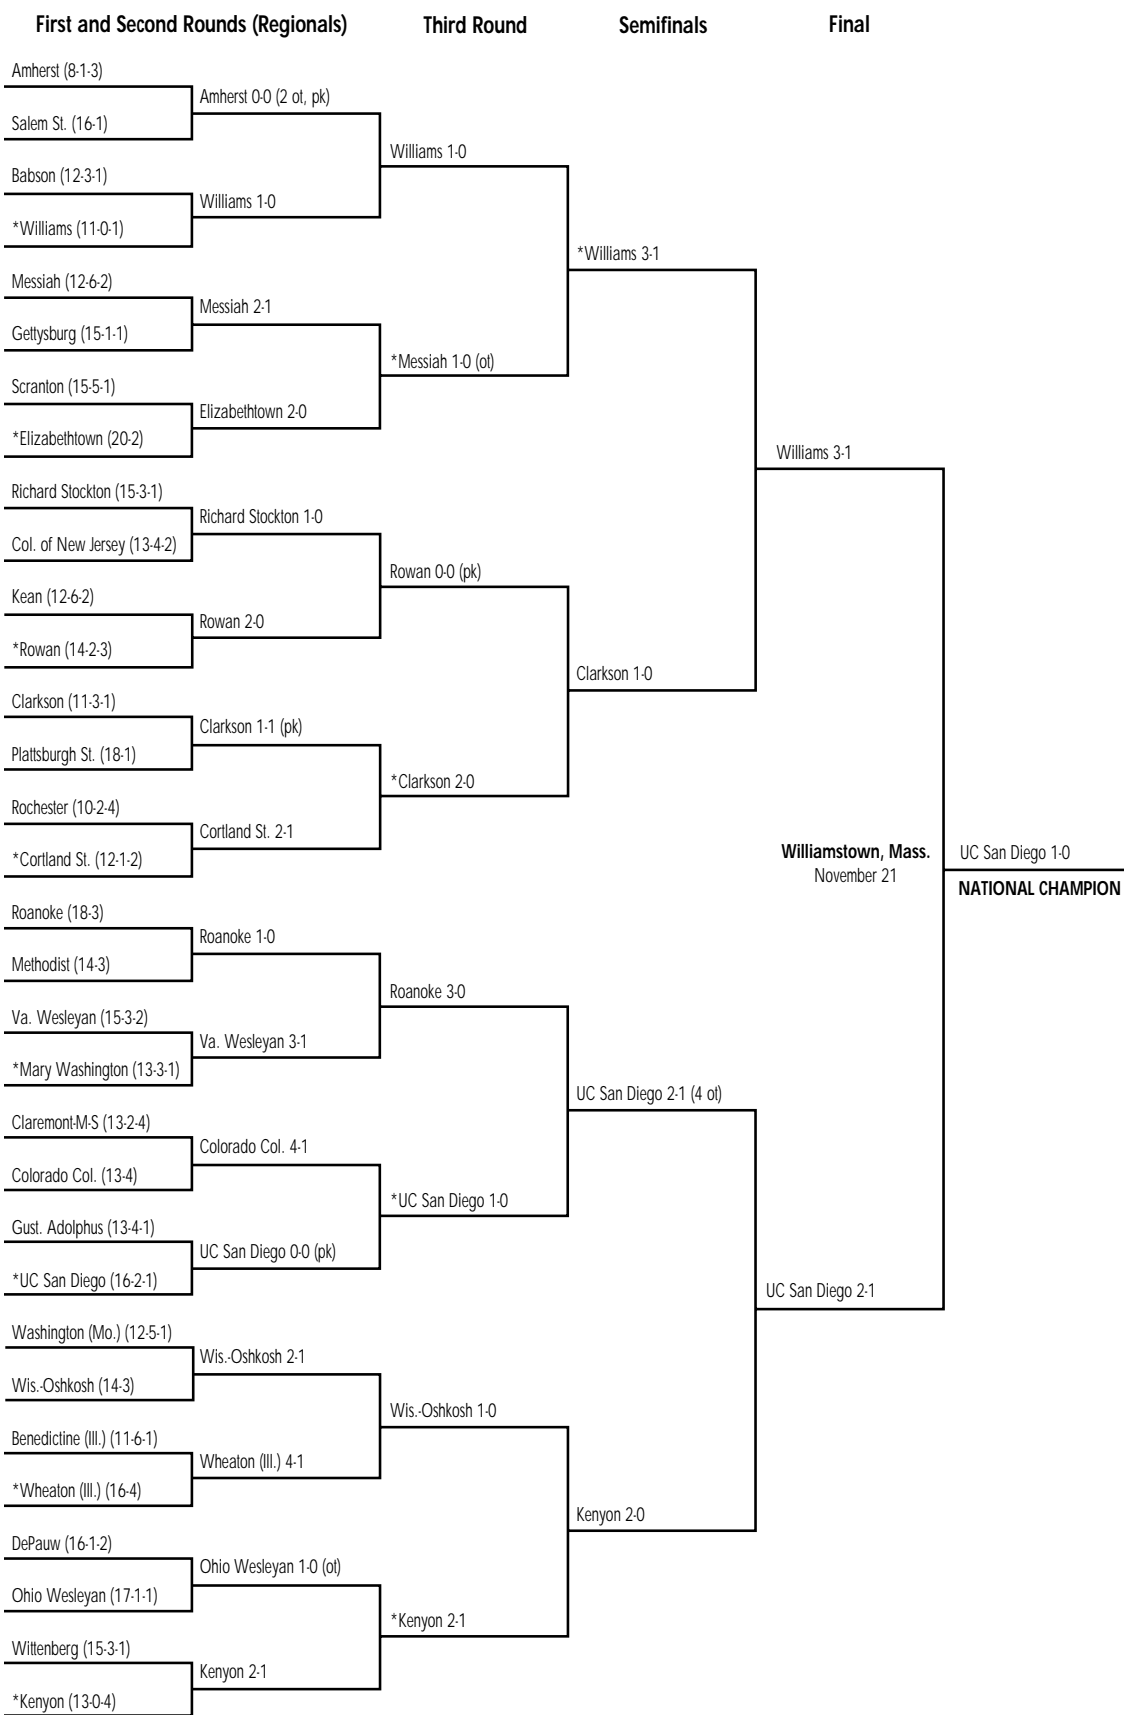 First and Second Rounds (Regionals)
Third Round
Semifinals
Final
Amherst (8-1-3)
Amherst 0-0 (2 ot, pk)
Salem St. (16-1)
Williams 1-0
Babson (12-3-1)
Williams 1-0
*Williams (11-0-1)
*Williams 3-1
Messiah (12-6-2)
Messiah 2-1
Gettysburg (15-1-1)
*Messiah 1-0 (ot)
Scranton (15-5-1)
Elizabethtown 2-0
*Elizabethtown (20-2)
Williams 3-1
Richard Stockton (15-3-1)
Richard Stockton 1-0
Col. of New Jersey (13-4-2)
Rowan 0-0 (pk)
Kean (12-6-2)
Rowan 2-0
*Rowan (14-2-3)
Clarkson 1-0
Clarkson (11-3-1)
Clarkson 1-1 (pk)
Plattsburgh St. (18-1)
*Clarkson 2-0
Rochester (10-2-4)
Cortland St. 2-1
*Cortland St. (12-1-2)
Williamstown, Mass.
November 21
UC San Diego 1-0
NATIONAL CHAMPION
Roanoke (18-3)
Roanoke 1-0
Methodist (14-3)
Roanoke 3-0
Va. Wesleyan (15-3-2)
Va. Wesleyan 3-1
*Mary Washington (13-3-1)
UC San Diego 2-1 (4 ot)
Claremont-M-S (13-2-4)
Colorado Col. 4-1
Colorado Col. (13-4)
*UC San Diego 1-0
Gust. Adolphus (13-4-1)
UC San Diego 0-0 (pk)
*UC San Diego (16-2-1)
UC San Diego 2-1
Washington (Mo.) (12-5-1)
Wis.-Oshkosh 2-1
Wis.-Oshkosh (14-3)
Wis.-Oshkosh 1-0
Benedictine (Ill.) (11-6-1)
Wheaton (Ill.) 4-1
*Wheaton (Ill.) (16-4)
Kenyon 2-0
DePauw (16-1-2)
Ohio Wesleyan 1-0 (ot)
Ohio Wesleyan (17-1-1)
*Kenyon 2-1
Wittenberg (15-3-1)
Kenyon 2-1
*Kenyon (13-0-4)